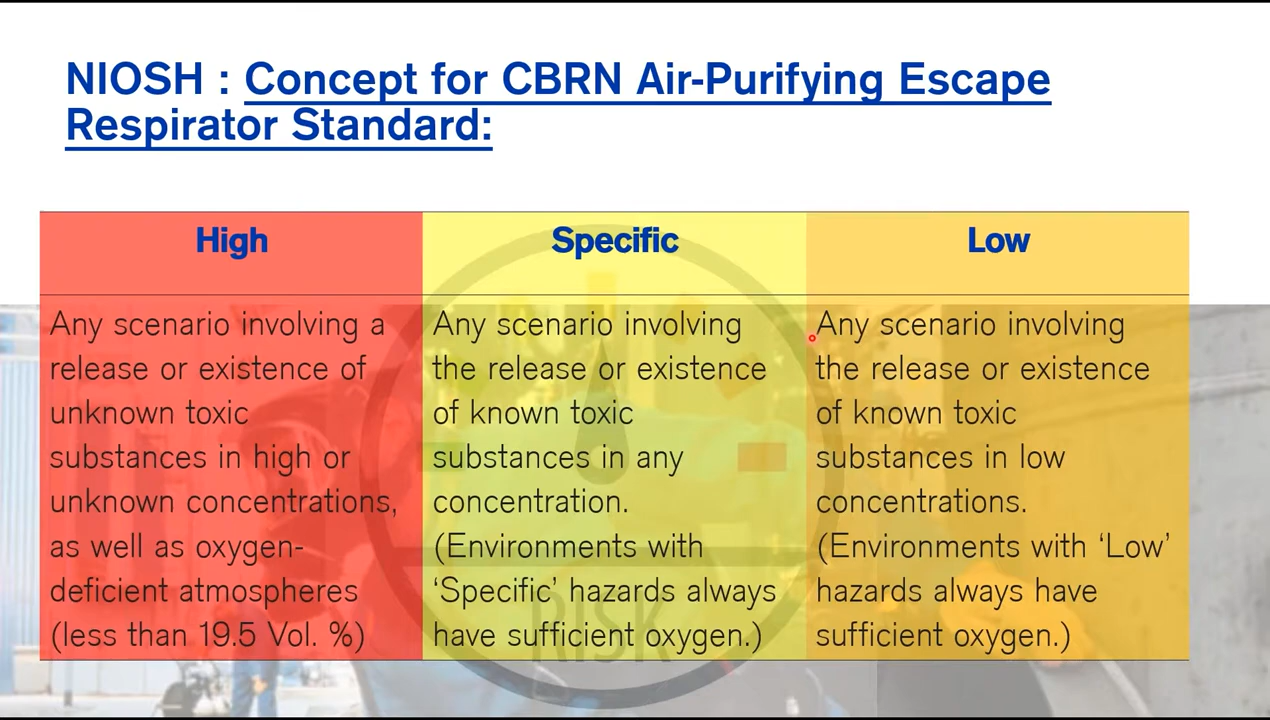 NIOSH : Concept for CBRN Air-Purifying Escape
Respirator Standard:
High
Any scenario involving a
release or existence of
unknown toxic
substances in high or
unknown concentrations,
as well as oxygen-
deficient atmospheres
(less than 19.5 Vol. %)
Specific
Any scenario involving
the release or existence
of known toxic
substances in any
concentration.
(Environments with
‘Specific’ hazards always
have sufficient oxygen.)
Low
Any scenario involving
the release or existence
of known toxic
substances in low
concentrations.
(Environments with ‘Low’
hazards always have
sufficient oxygen.)
RISK